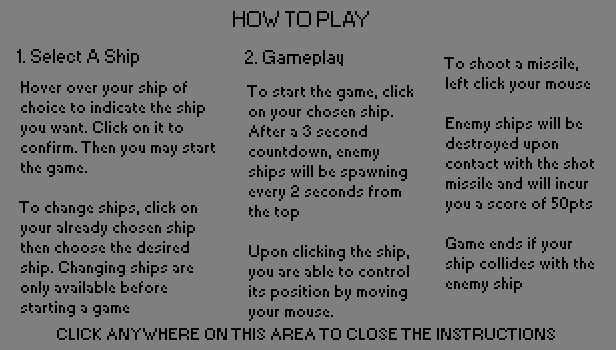 HOW TO PLAY
1. Select A Ship
Hover over your ship of
choice to indicate the ship
you want. Click on it to
confirm. Then you may start
the game.
To change ships, click on
your already chosen ship
then choose the desired
ship. Changing ships are
only available before
starting a game
2. Gameplay
To start the game, click
on your chosen ship.
After a 3 second
countdown, enemy
ships will be spawning
every 2 seconds from
the top
Upon clicking the ship,
you are able to control
its position by moving
your mouse.
To shoot a missile,
left click your mouse
Enemy ships will be
destroyed upon
contact with the shot
missile and will incur
you a score of 50pts
Game ends if your
ship collides with the
enemy ship
CLICK ANYWHERE ON THIS AREA TO CLOSE THE INSTRUCTIONS